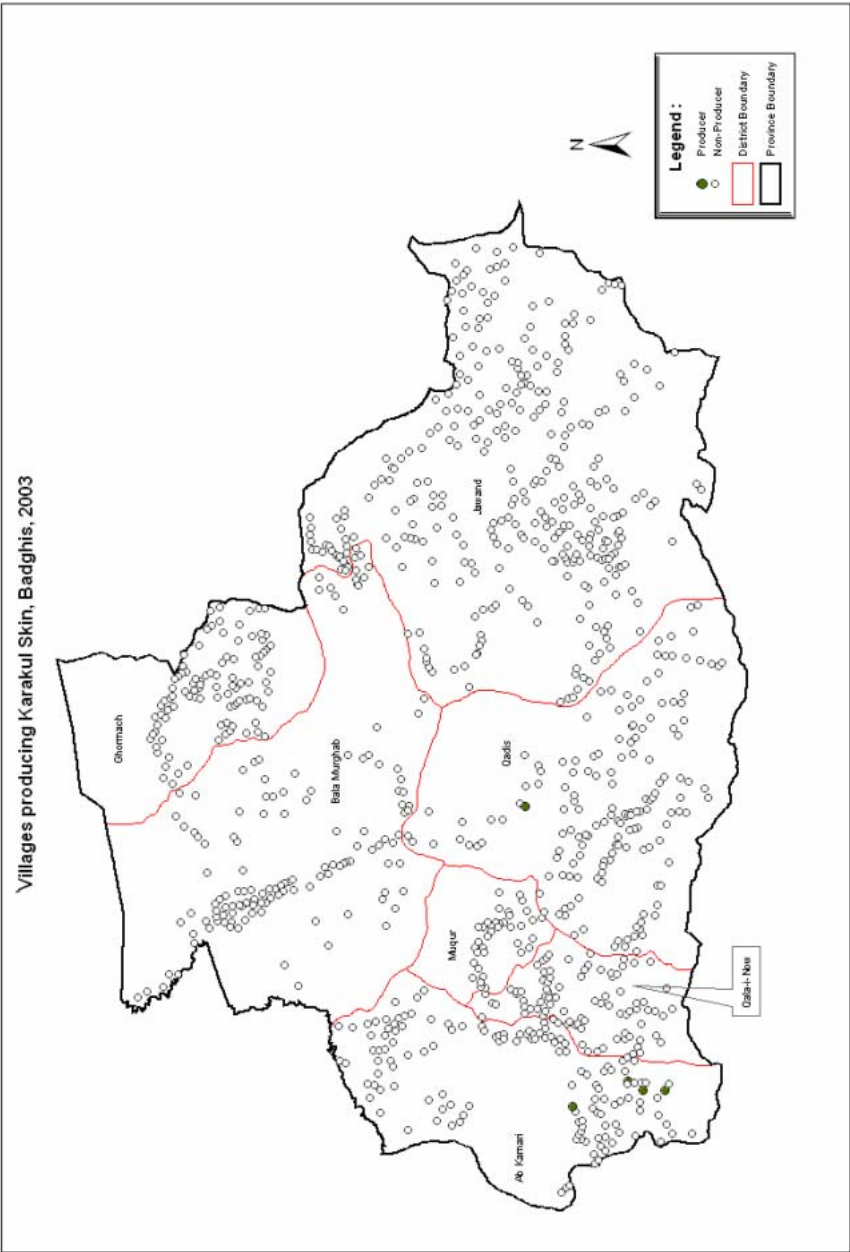 Villages producing Karakul Skin, Badghis, 2003
Ghormach
Bala Murghab
Jawand
Qadis
Muqur
Ab Kamari
Qala-i-Now
N
Legend :
Producer
Non-Producer
District Boundary
Province Boundary